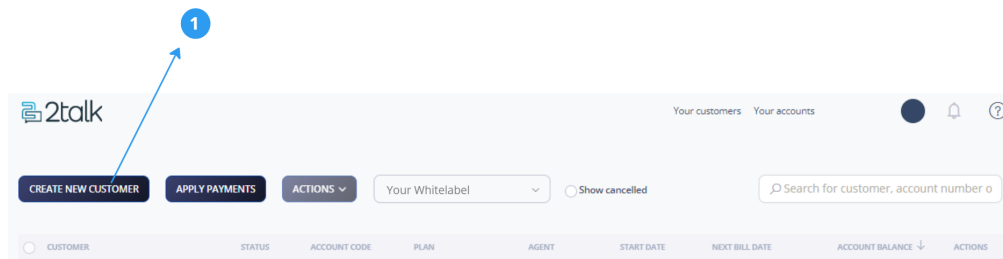 1
2talk
Your customers Your accounts
CREATE NEW CUSTOMER APPLY PAYMENTS ACTIONS Your Whitelabel Show cancelled Search for customer, account number o
CUSTOMER STATUS ACCOUNT CODE PLAN AGENT START DATE NEXT BILL DATE ACCOUNT BALANCE ACTIONS